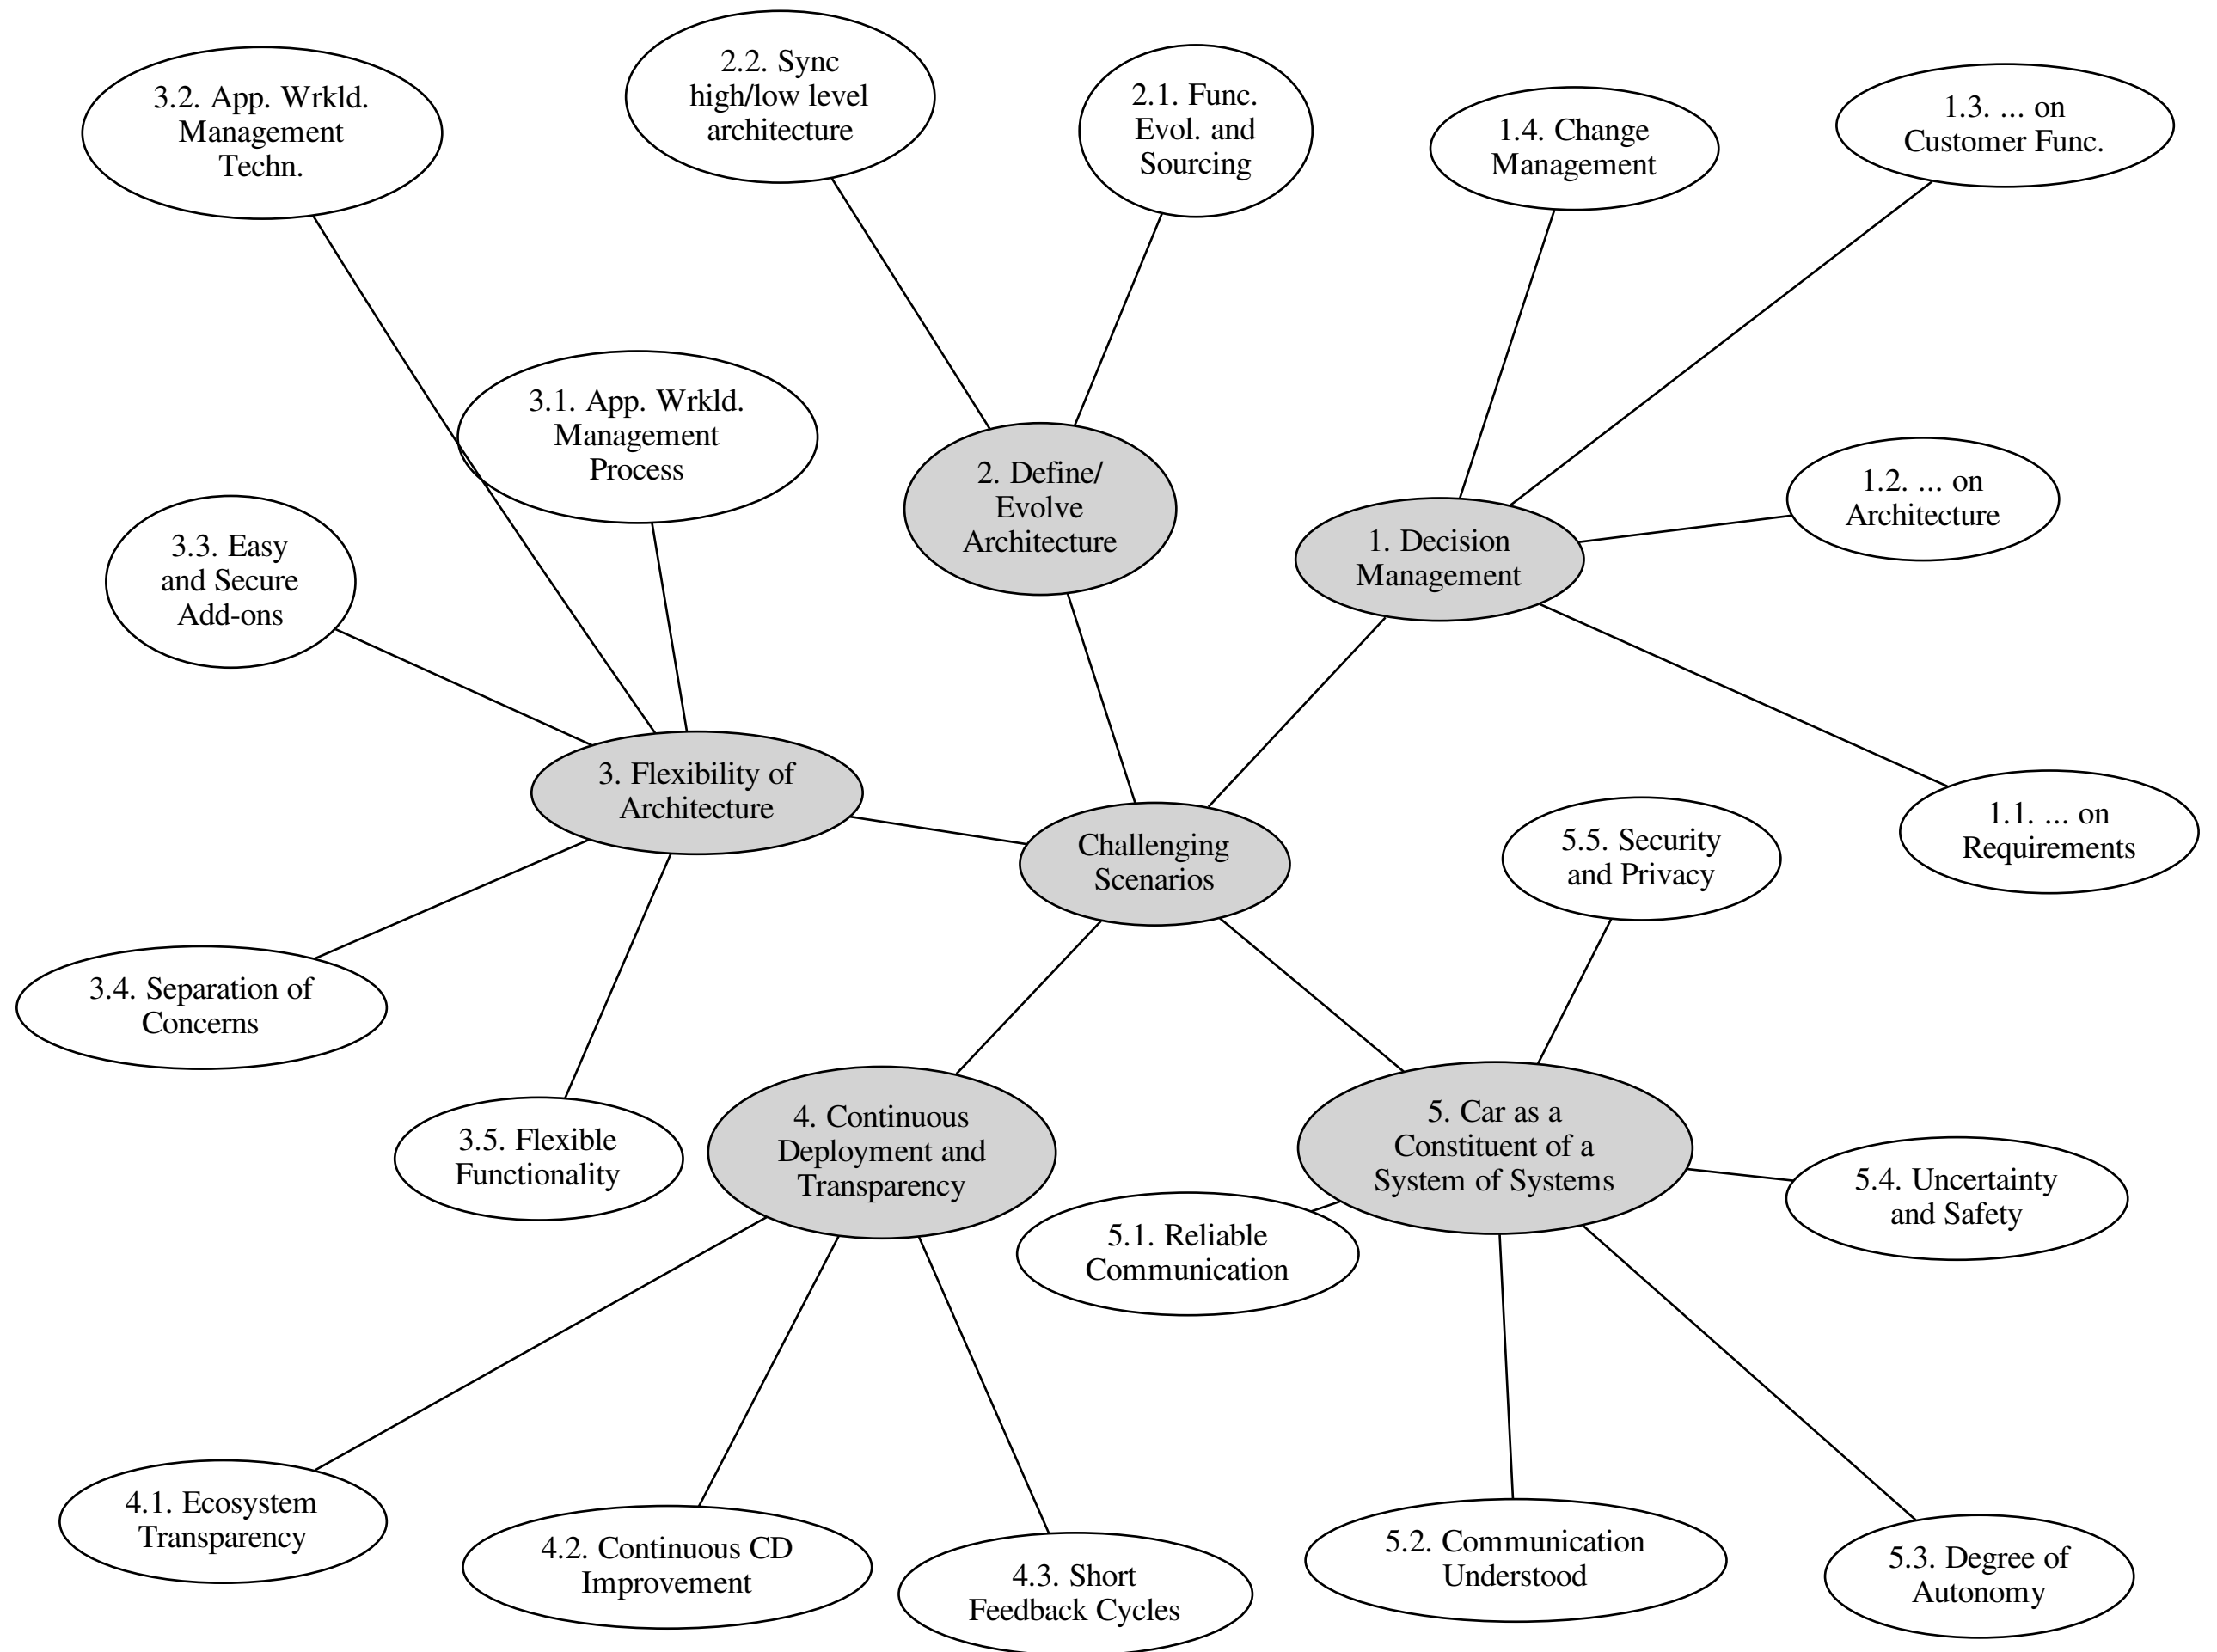 2.2. Sync
high/low level
architecture
2.1. Func.
Evol. and
Sourcing
3.2. App. Wrkld.
Management
Techn.
1.4. Change
Management
1.3. ... on
Customer Func.
3.1. App. Wrkld.
Management
Process
2. Define/
Evolve
Architecture
1.2. ... on
Architecture
3.3. Easy
and Secure
Add-ons
1. Decision
Management
3. Flexibility of
Architecture
Challenging
Scenarios
5.5. Security
and Privacy
1.1. ... on
Requirements
3.4. Separation of
Concerns
3.5. Flexible
Functionality
4. Continuous
Deployment and
Transparency
5. Car as a
Constituent of a
System of Systems
5.1. Reliable
Communication
5.4. Uncertainty
and Safety
4.1. Ecosystem
Transparency
4.2. Continuous CD
Improvement
4.3. Short
Feedback Cycles
5.2. Communication
Understood
5.3. Degree of
Autonomy